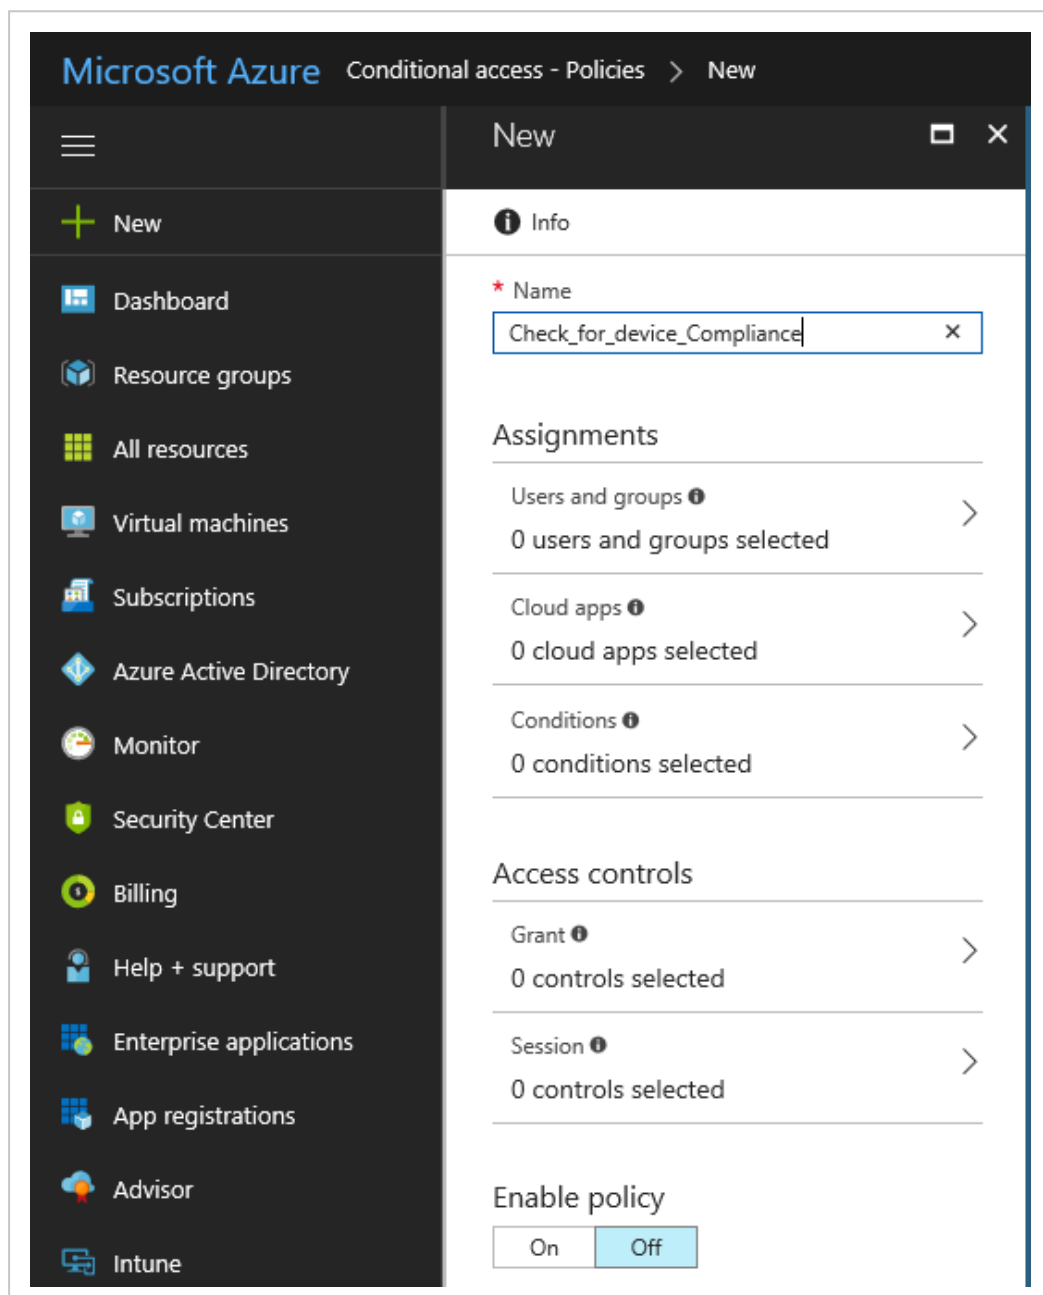 Microsoft Azure Conditional access - Policies > New
New
New
Dashboard
Resource groups
All resources
Virtual machines
Subscriptions
Azure Active Directory
Monitor
Security Center
Billing
Help + support
Enterprise applications
App registrations
Advisor
Intune
Info
* Name
Check_for_device_Compliance
Assignments
Users and groups
0 users and groups selected
Cloud apps
0 cloud apps selected
Conditions
0 conditions selected
Access controls
Grant
0 controls selected
Session
0 controls selected
Enable policy
On Off